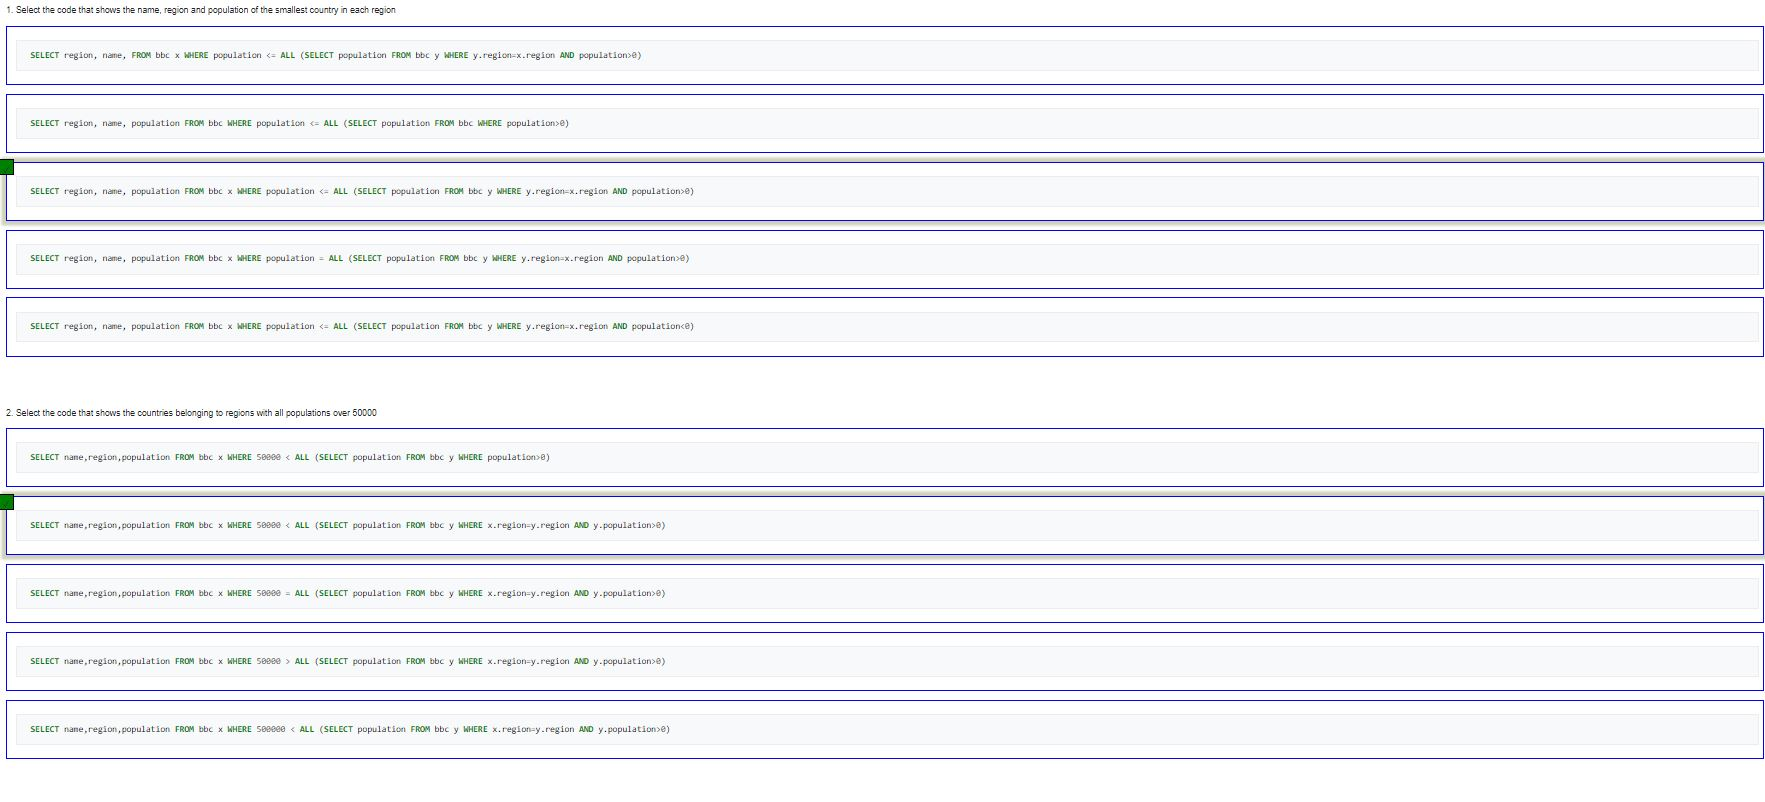 1. Select the code that shows the name, region and population of the smallest country in each region
SELECT region, name, FROM bbc x WHERE population <= ALL (SELECT population FROM bbc y WHERE y.region=x.region AND population>0)
SELECT region, name, population FROM bbc WHERE population <= ALL (SELECT population FROM bbc WHERE population>0)
SELECT region, name, population FROM bbc x WHERE population <= ALL (SELECT population FROM bbc y WHERE y.region=x.region AND population>0)
SELECT region, name, population FROM bbc x WHERE population = ALL (SELECT population FROM bbc y WHERE y.region=x.region AND population>0)
SELECT region, name, population FROM bbc x WHERE population <= ALL (SELECT population FROM bbc y WHERE y.region=x.region AND population<0)
2. Select the code that shows the countries belonging to regions with all populations over 50000
SELECT name,region,population FROM bbc x WHERE 50000 < ALL (SELECT population FROM bbc y WHERE population>0)
SELECT name,region,population FROM bbc x WHERE 50000 < ALL (SELECT population FROM bbc y WHERE x.region=y.region AND y.population>0)
SELECT name,region,population FROM bbc x WHERE 50000 = ALL (SELECT population FROM bbc y WHERE x.region=y.region AND y.population>0)
SELECT name,region,population FROM bbc x WHERE 50000 > ALL (SELECT population FROM bbc y WHERE x.region=y.region AND y.population>0)
SELECT name,region,population FROM bbc x WHERE 500000 < ALL (SELECT population FROM bbc y WHERE x.region=y.region AND y.population>0)